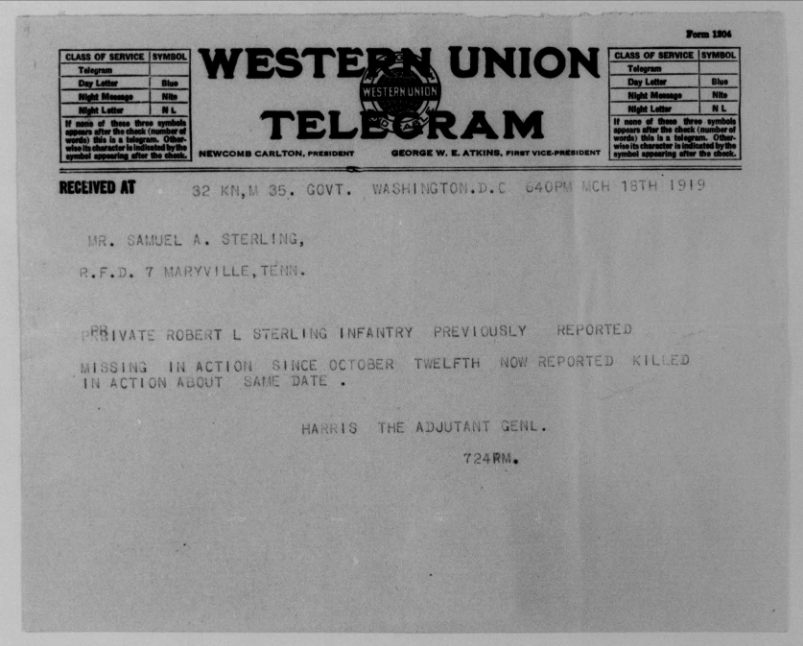 Form 1204
CLASS OF SERVICE SYMBOL
Telegram
Day Letter Blue
Night Message Nite
Night Letter N L
If none of these three symbols
appears after the check (number of
words) this is a telegram. Other-
wise its character is indicated by the
symbol appearing after the check.
WESTERN UNION
WESTERN UNION
TELEGRAM
NEWCOMB CARLTON, PRESIDENT GEORGE W. E. ATKINS, FIRST VICE-PRESIDENT
CLASS OF SERVICE SYMBOL
Telegram
Day Letter Blue
Night Message Nite
Night Letter N L
If none of these three symbols
appears after the check (number of
words) this is a telegram. Other-
wise its character is indicated by the
symbol appearing after the check.
RECEIVED AT 32 KN,M 35. GOVT. WASHINGTON.D.C 640PM MCH 18TH 1919
MR. SAMUEL A. STERLING,
R.F.D. 7 MARYVILLE,TENN.
PRIVATE ROBERT L STERLING INFANTRY PREVIOUSLY REPORTED
MISSING IN ACTION SINCE OCTOBER TWELFTH NOW REPORTED KILLED
IN ACTION ABOUT SAME DATE .
HARRIS THE ADJUTANT GENL.
724PM.